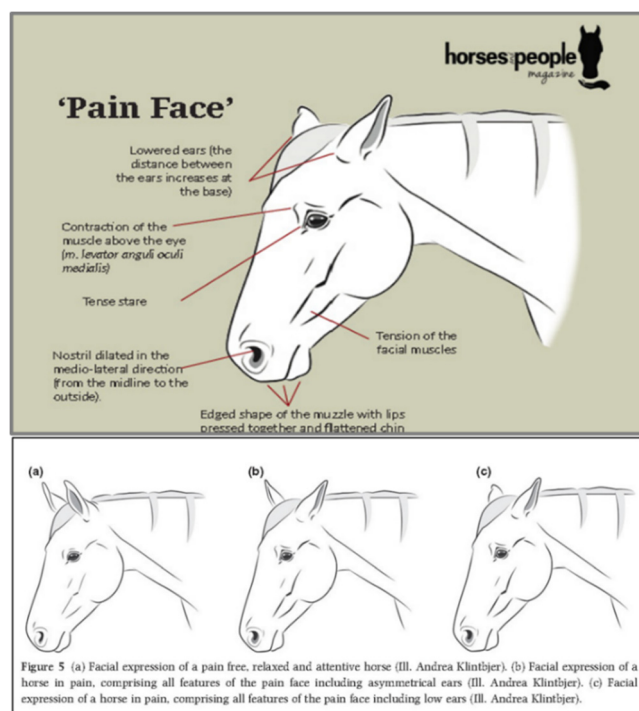 horses and people
magazine
'Pain Face'
Lowered ears (the
distance between
the ears increases at
the base)
Contraction of the
muscle above the eye
(m. levator anguli oculi
medialis)
Tense stare
Nostril dilated in the
medio-lateral direction
(from the midline to the
outside).
Tension of the
facial muscles
Edged shape of the muzzle with lips
pressed together and flattened chin
(a)
(b)
(c)
Figure 5 (a) Facial expression of a pain free, relaxed and attentive horse (Ill. Andrea Klintbjer). (b) Facial expression of a
horse in pain, comprising all features of the pain face including asymmetrical ears (Ill. Andrea Klintbjer). (c) Facial
expression of a horse in pain, comprising all features of the pain face including low ears (Ill. Andrea Klintbjer).